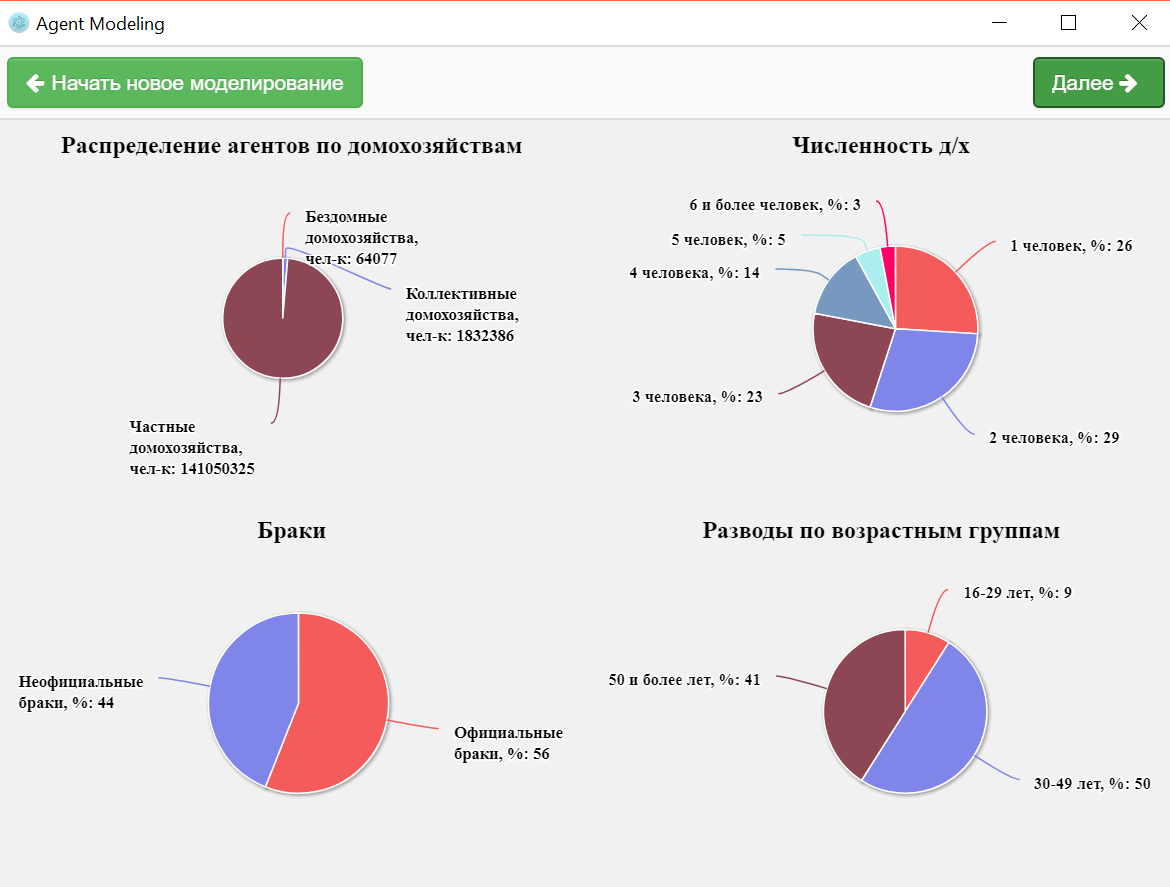 Agent Modeling
Начать новое моделирование
Далее
Распределение агентов по домохозяйствам
Бездомные
домохозяйства,
чел-к: 64077
Коллективные
домохозяйства,
чел-к: 1832386
Частные
домохозяйства,
чел-к: 141050325
Численность д/х
6 и более человек, %: 3
5 человек, %: 5
4 человека, %: 14
3 человека, %: 23
1 человек, %: 26
2 человека, %: 29
Браки
Неофициальные
браки, %: 44
Официальные
браки, %: 56
Разводы по возрастным группам
16-29 лет, %: 9
50 и более лет, %: 41
30-49 лет, %: 50